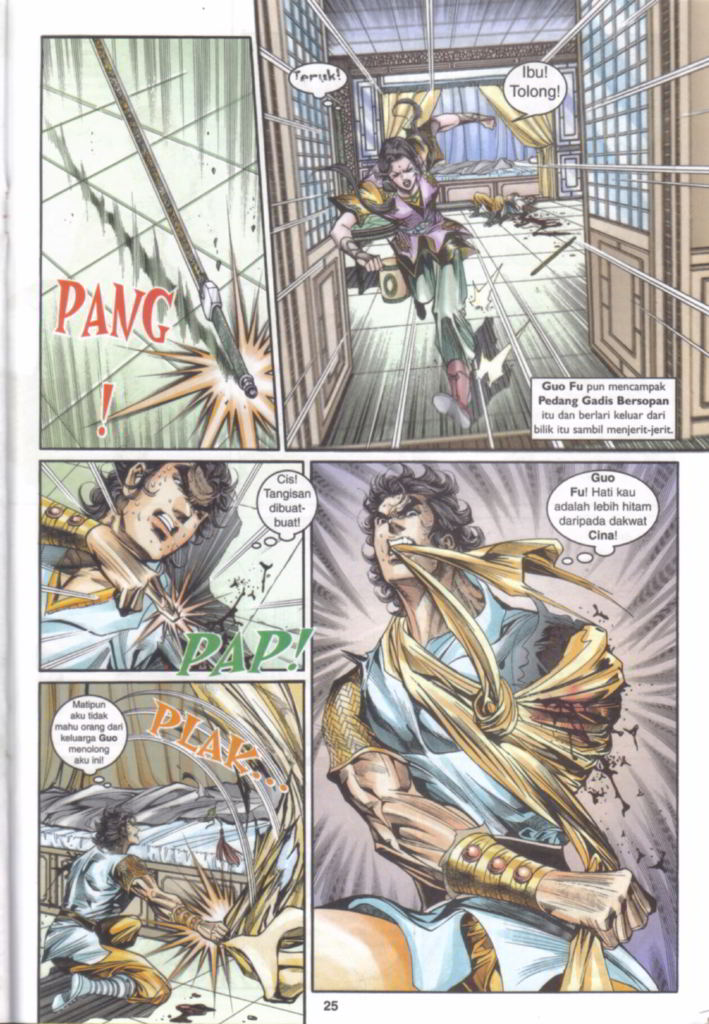 PANG
!
Teruk!
Ibu!
Tolong!
Guo Fu pun mencampak
Pedang Gadis Bersopan
itu dan berlari keluar dari
bilik itu sambil menjerit-jerit.
Cis!
Tangisan
dibuat-
buat!
PAP!
Guo
Fu! Hati kau
adalah lebih hitam
daripada dakwat
Cina!
Matipun
aku tidak
mahu orang dari
keluarga Guo
menolong
aku ini!
PLAK...
25